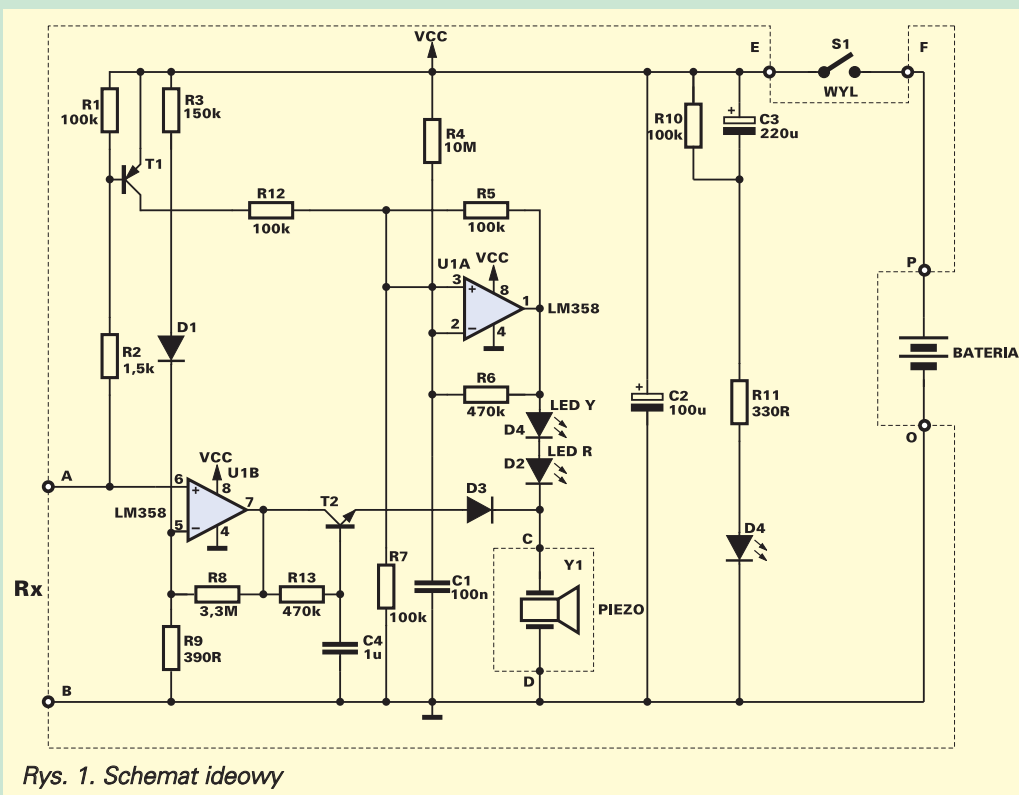 VCC
E
S1
F
WYL
R1
100k
R3
150k
R4
10M
R10
100k
+
C3
220u
T1
R12
100k
R5
100k
U1A
VCC
3
+
8
1
LM358
2
−
4
P
BATERIA
O
D1
R2
1,5k
R6
470k
LED Y
D4
LED R
D2
+
C2
100u
R11
330R
A
VCC
U1B
6
+
8
7
LM358
5
−
4
T2
D3
D4
C
Y1
PIEZO
D
Rx
R8
3,3M
R13
470k
R7
100k
C1
100n
R9
390R
C4
1u
B
Rys. 1. Schemat ideowy